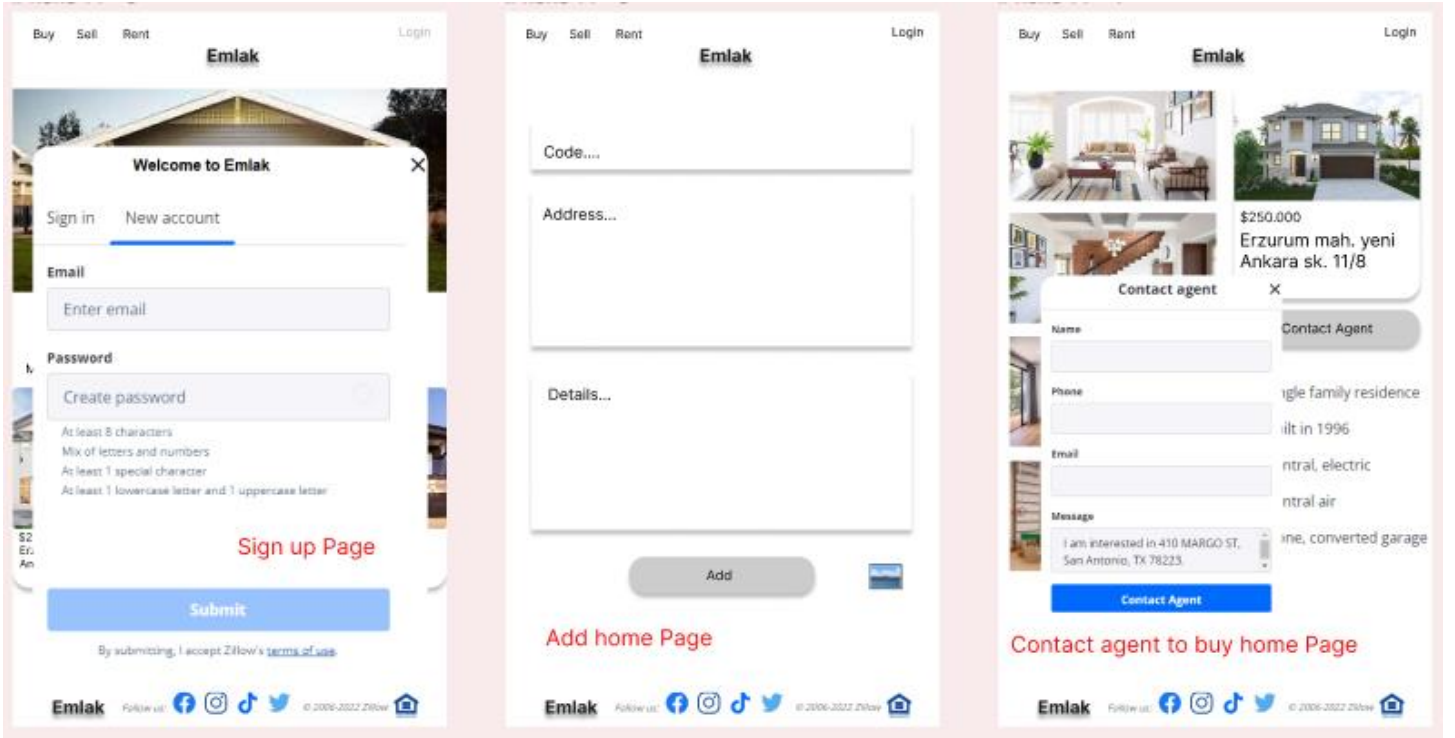 Buy Sell Rent Login
Emlak
Welcome to Emlak
Sign in New account
Email
Enter email
Password
Create password
At least 8 characters
Mix of letters and numbers
At least 1 special character
At least 1 lowercase letter and 1 uppercase letter
Sign up Page
Submit
By submitting, I accept Zillow's terms of use.
Emlak Follow us: © 2006-2022 Zillow
Buy Sell Rent Login
Emlak
Code....
Address...
Details...
Add
Add home Page
Emlak Follow us: © 2006-2022 Zillow
Buy Sell Rent Login
Emlak
$250.000
Erzurum mah. yeni
Ankara sk. 11/8
Contact Agent
Contact agent
Name
Phone
Email
Message
I am interested in 410 MARGO ST,
San Antonio, TX 78223.
Contact Agent
family residence
in 1996
electric
air
converted garage
Contact agent to buy home Page
Emlak Follow us: © 2006-2022 Zillow